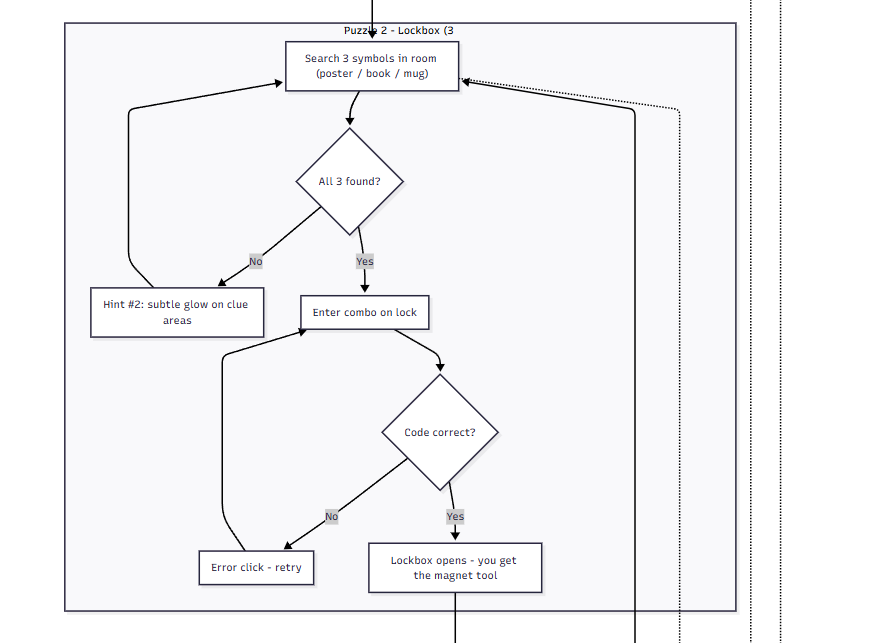 Puzzle 2 - Lockbox (3
Search 3 symbols in room
(poster / book / mug)
All 3 found?
No
Yes
Hint #2: subtle glow on clue
areas
Enter combo on lock
Code correct?
No
Yes
Error click - retry
Lockbox opens - you get
the magnet tool